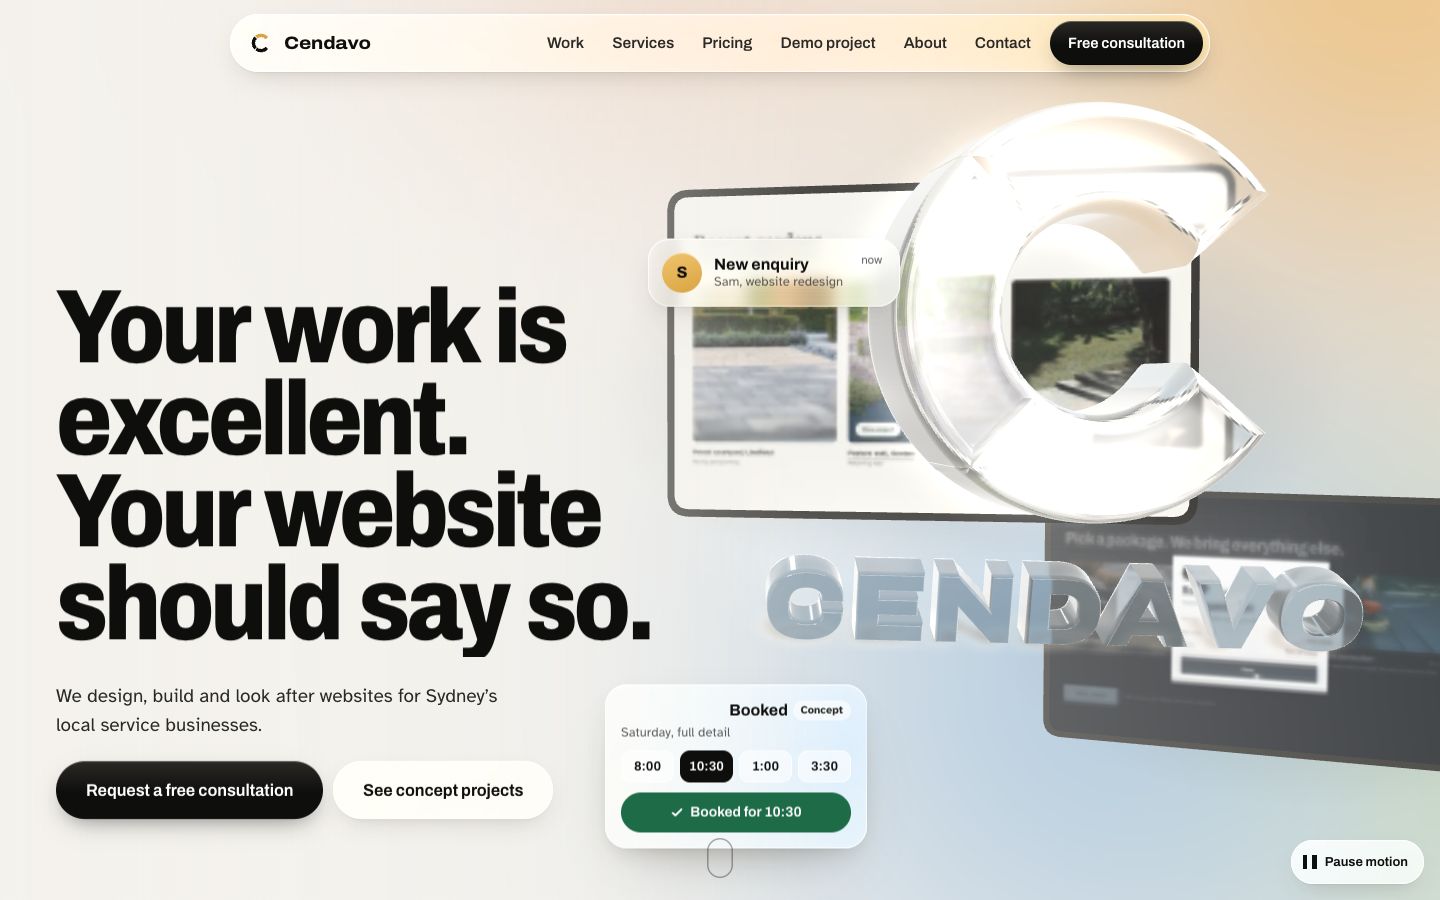 Cendavo
Work
Services
Pricing
Demo project
About
Contact
Free consultation
Your work is
excellent.
Your website
should say so.
We design, build and look after websites for Sydney’s
local service businesses.
Request a free consultation
See concept projects
S
New enquiry
now
Sam, website redesign
C
CENDAVO
Pick a package. We bring everything else.
Booked
Concept
Saturday, full detail
8:00
10:30
1:00
3:30
Booked for 10:30
Pause motion